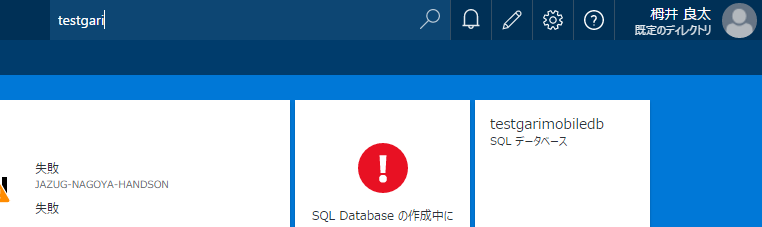 testgari
栂井 良太
既定のディレクトリ
失敗
JAZUG-NAGOYA-HANDSON
失敗
SQL Database の作成中に
testgarimobiledb
SQL データベース